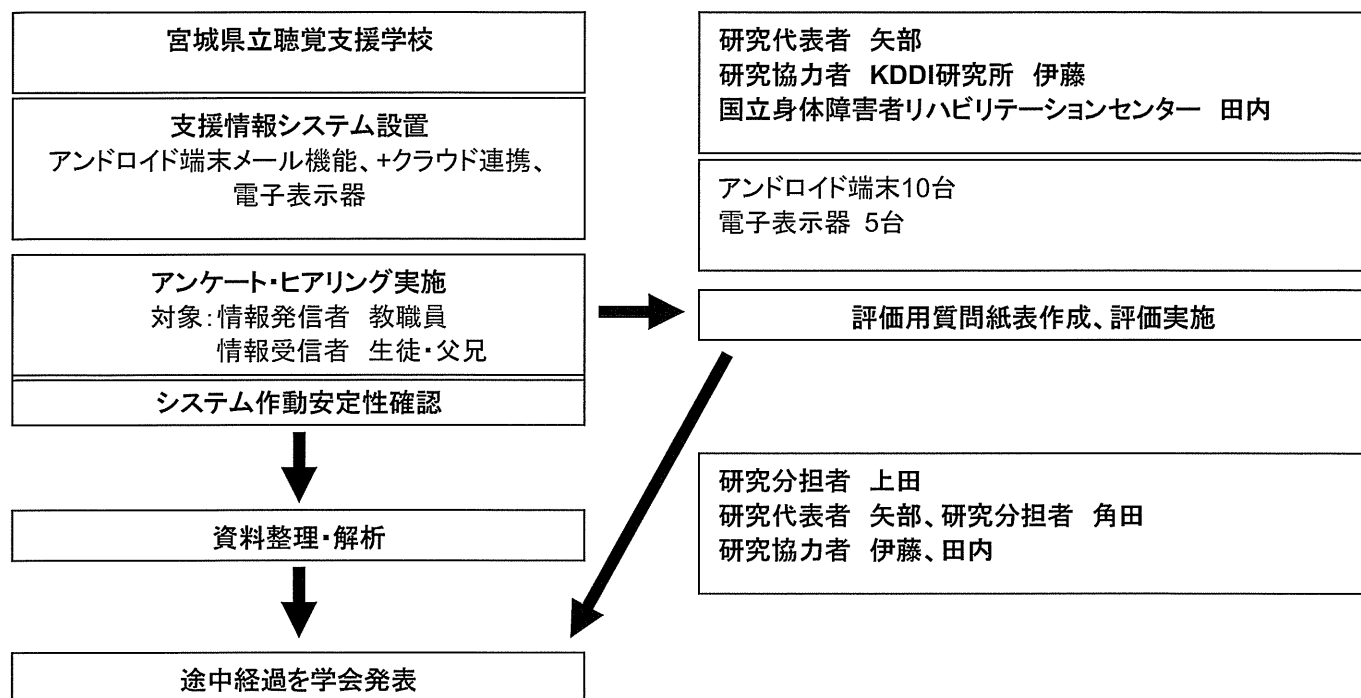 宮城県立聴覚支援学校
支援情報システム設置
アンドロイド端末メール機能、+クラウド連携、
電子表示器
アンケート・ヒアリング実施
対象：情報発信者　教職員
情報受信者　生徒・父兄
システム作動安定性確認
資料整理・解析
途中経過を学会発表
研究代表者　矢部
研究協力者　KDDI研究所　伊藤
国立身体障害者リハビリテーションセンター　田内
アンドロイド端末10台
電子表示器 5台
評価用質問紙表作成、評価実施
研究分担者　上田
研究代表者　矢部、研究分担者　角田
研究協力者　伊藤、田内